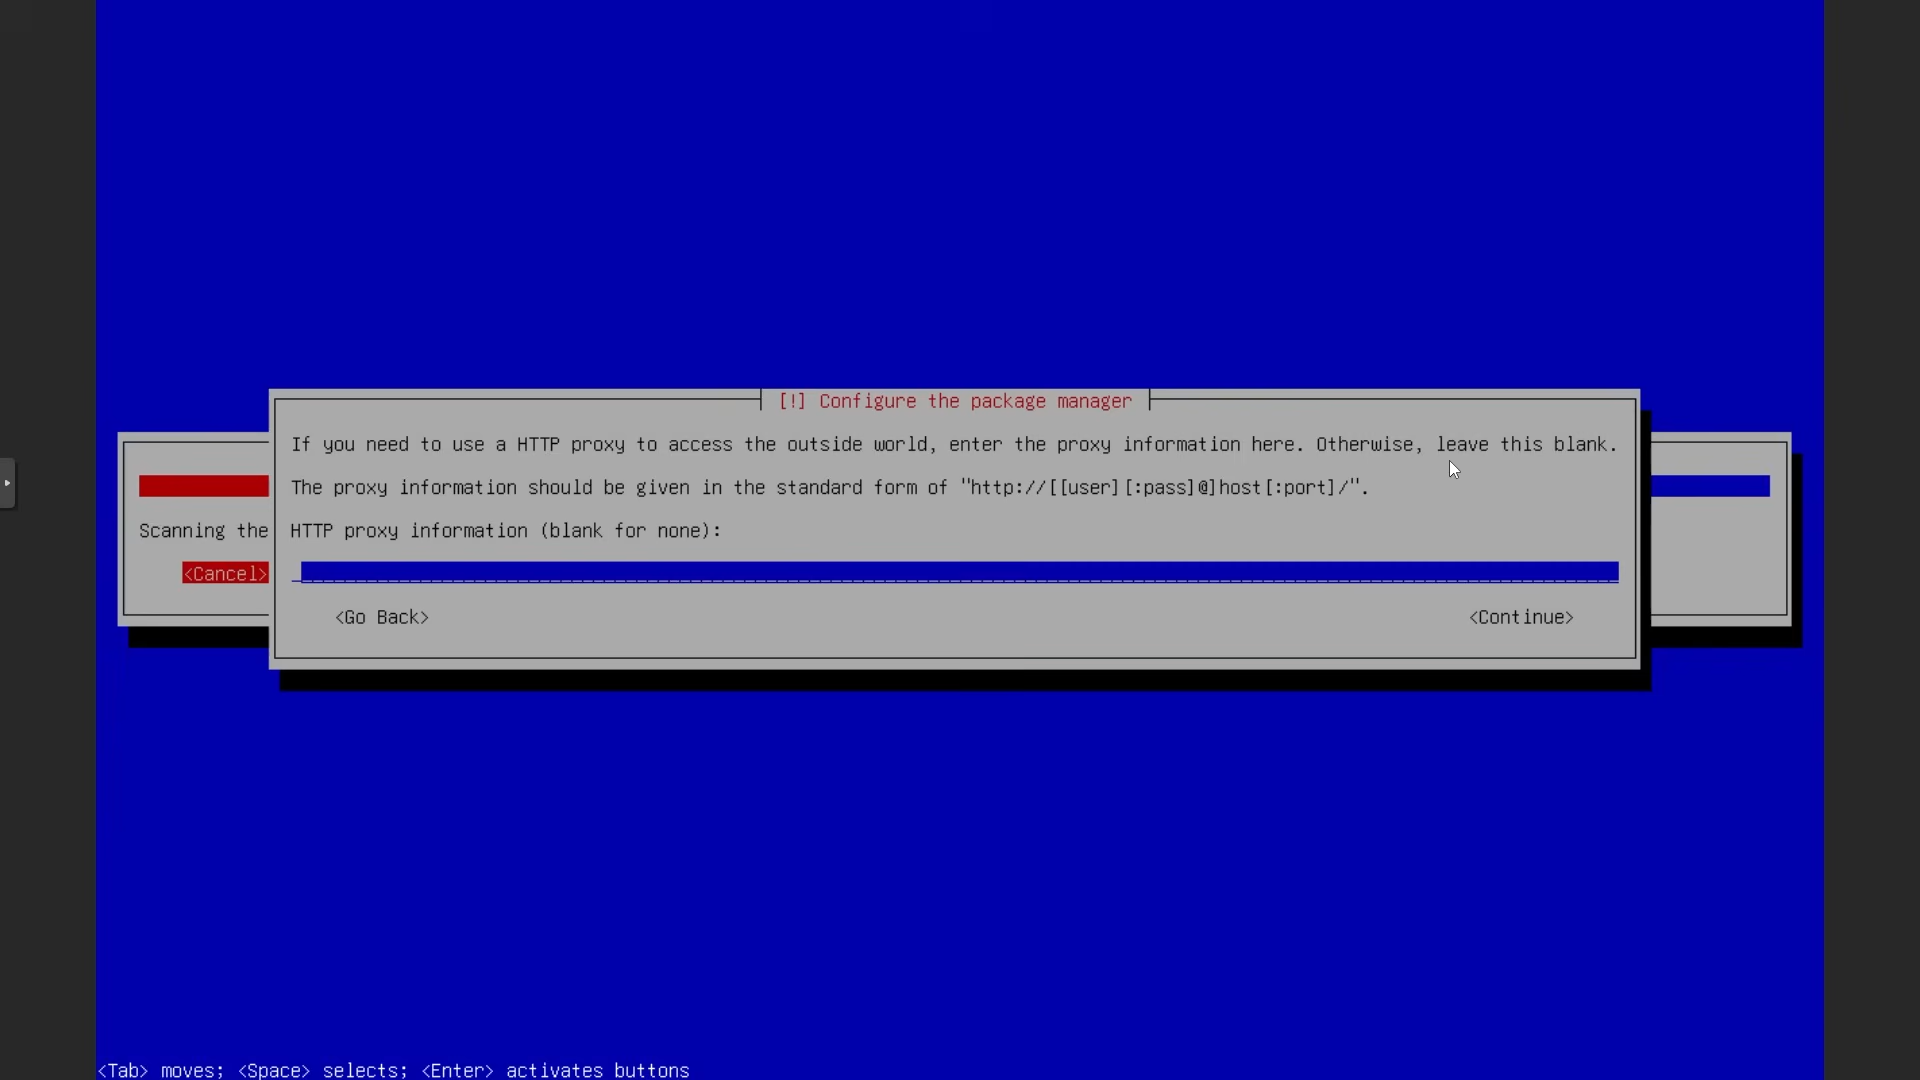 [!] Configure the package manager
If you need to use a HTTP proxy to access the outside world, enter the proxy information here. Otherwise, leave this blank.
The proxy information should be given in the standard form of "http://[[user][:pass]@]host[:port]/".
Scanning the
HTTP proxy information (blank for none):
<Cancel>
<Go Back>
<Continue>
<Tab> moves; <Space> selects; <Enter> activates buttons